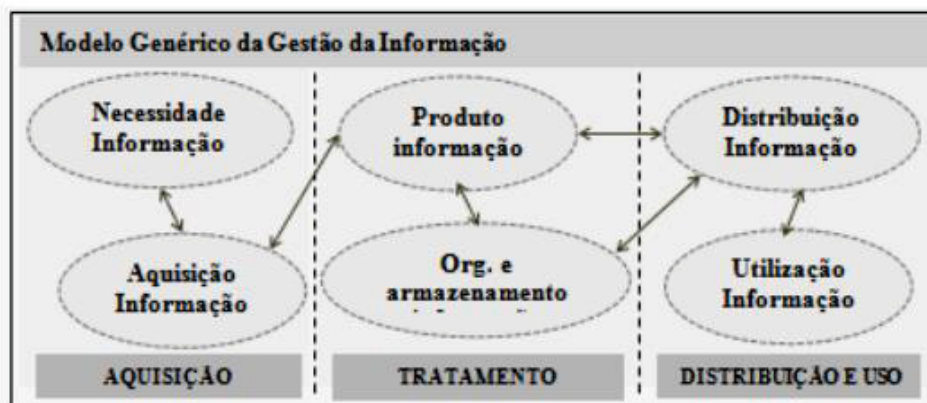 Modelo Genérico da Gestão da Informação
Necessidade
Informação
Produto
informação
Distribuição
Informação
Aquisição
Informação
Org. e
armazenamento
Utilização
Informação
AQUISIÇÃO
TRATAMENTO
DISTRIBUIÇÃO E USO